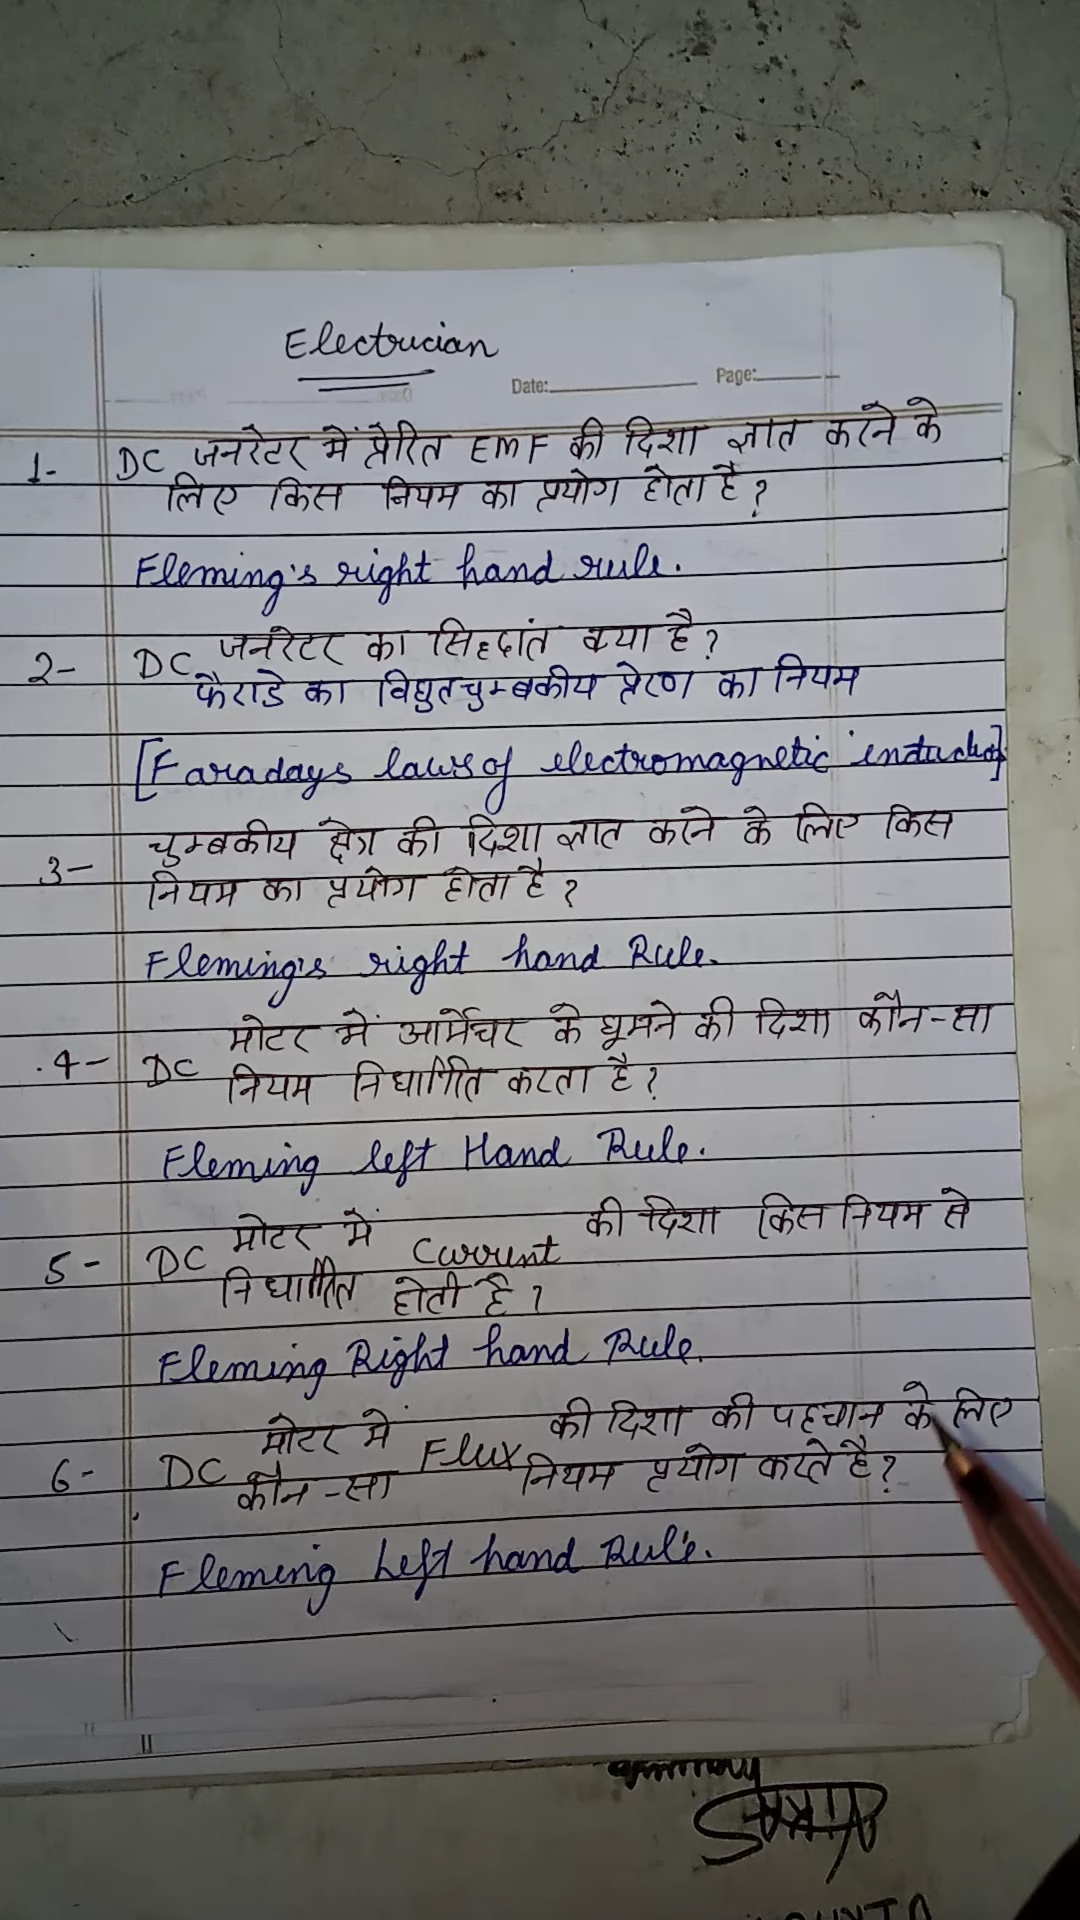 Electrician
Date: Page:
1- DC जनरेटर में प्रेरित EMF की दिशा ज्ञात करने के
लिए किस नियम का प्रयोग होता है?
Fleming's right hand rule.
2- DC जनरेटर का सिद्दांत क्या है?
फैराडे का विद्युतचुम्बकीय प्रेरण का नियम
[Faradays laws of electromagnetic induction]
3- चुम्बकीय क्षेत्र की दिशा ज्ञात करने के लिए किस
नियम का प्रयोग होता है?
Fleming's right hand Rule.
4- DC मोटर में आर्मेचर के घूमने की दिशा कौन-सा
नियम निर्धारित करता है?
Fleming left Hand Rule.
5- DC मोटर में Current की दिशा किस नियम से
निर्धारित होती है?
Fleming Right hand Rule.
6- DC मोटर में Flux की दिशा की पहचान के लिए
कौन-सा नियम प्रयोग करते है?
Fleming Left hand Rule.